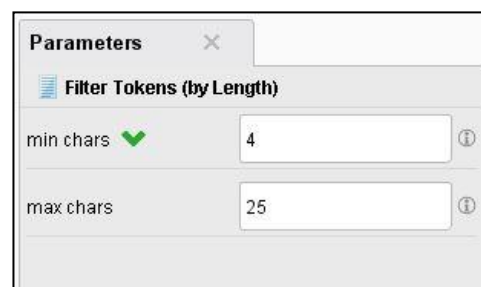 Parameters
Filter Tokens (by Length)
min chars 4
max chars 25